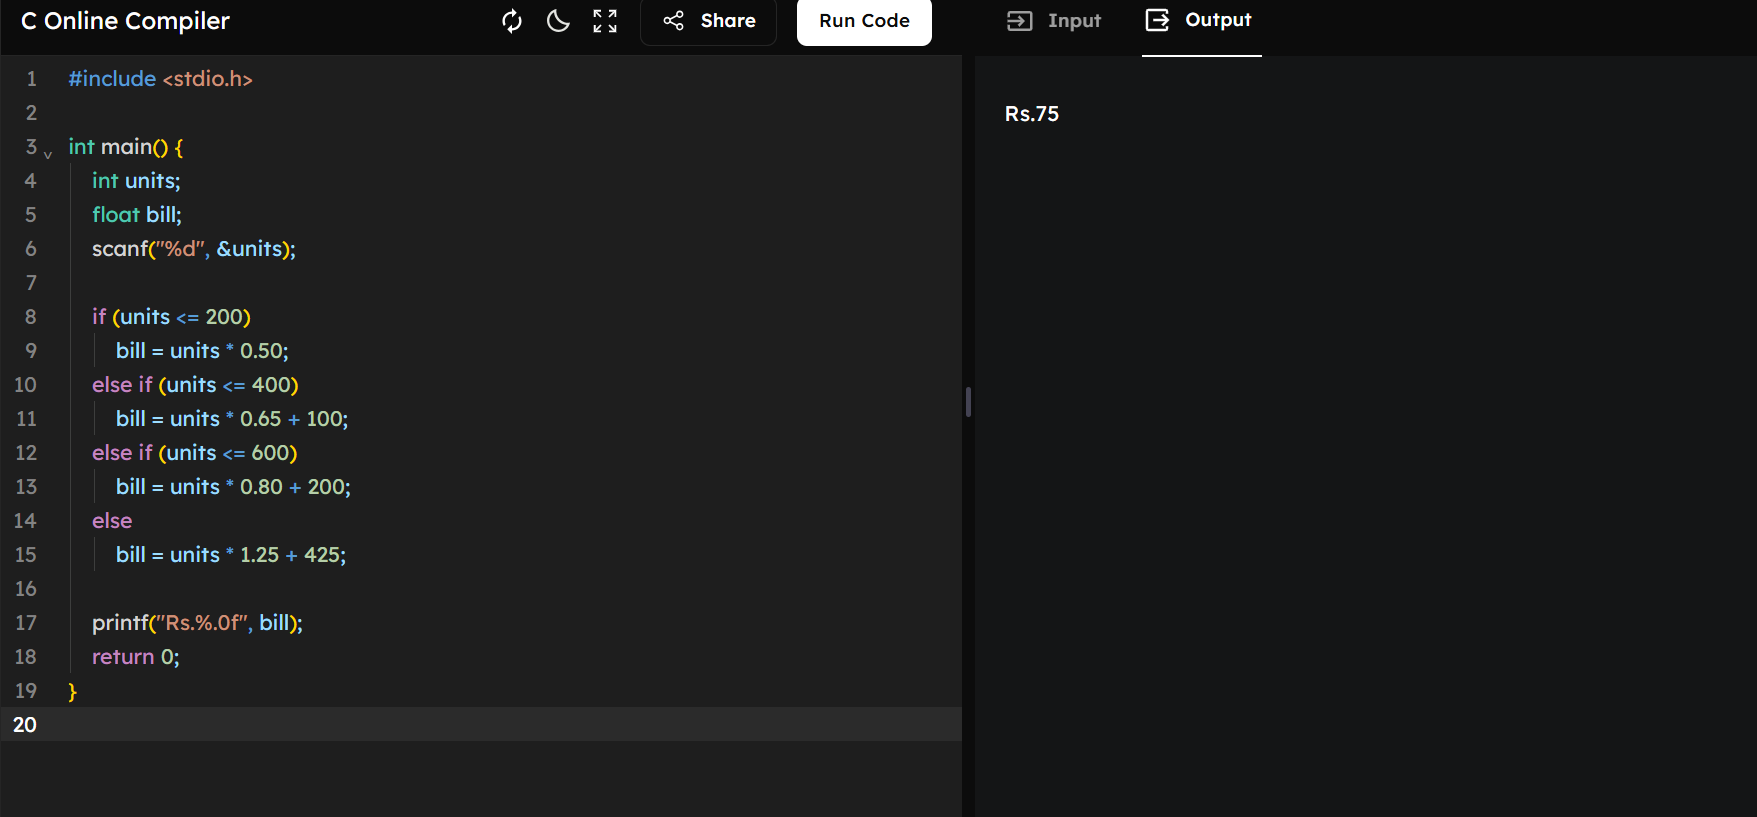 C Online Compiler
Share
Run Code
Input
Output
1 #include <stdio.h>
2
3 int main() {
4     int units;
5     float bill;
6     scanf("%d", &units);
7
8     if (units <= 200)
9         bill = units * 0.50;
10     else if (units <= 400)
11         bill = units * 0.65 + 100;
12     else if (units <= 600)
13         bill = units * 0.80 + 200;
14     else
15         bill = units * 1.25 + 425;
16
17     printf("Rs.%.0f", bill);
18     return 0;
19 }
20
Rs.75